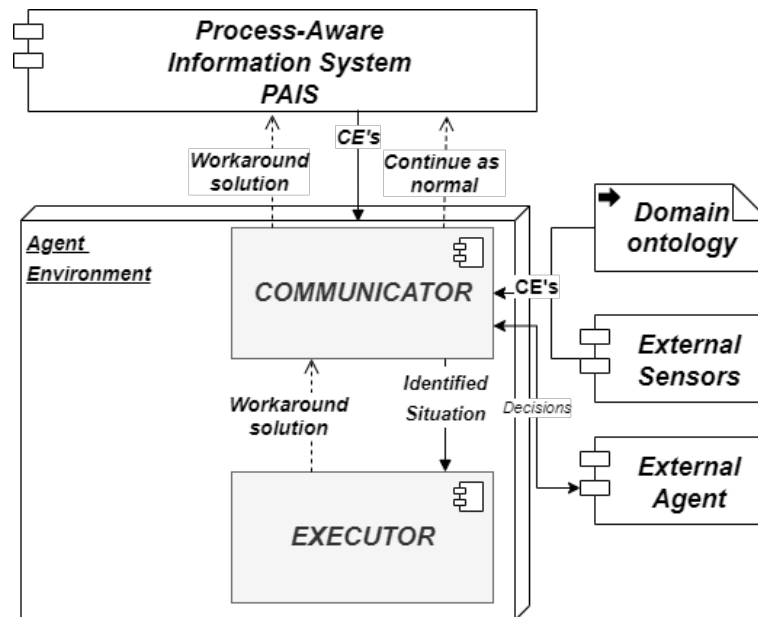 Process-Aware
Information System
PAIS
CE's
Workaround
solution
Continue as
normal
Agent
Environment
COMMUNICATOR
CE's
Domain
ontology
External
Sensors
Identified
Situation
Decisions
Workaround
solution
External
Agent
EXECUTOR